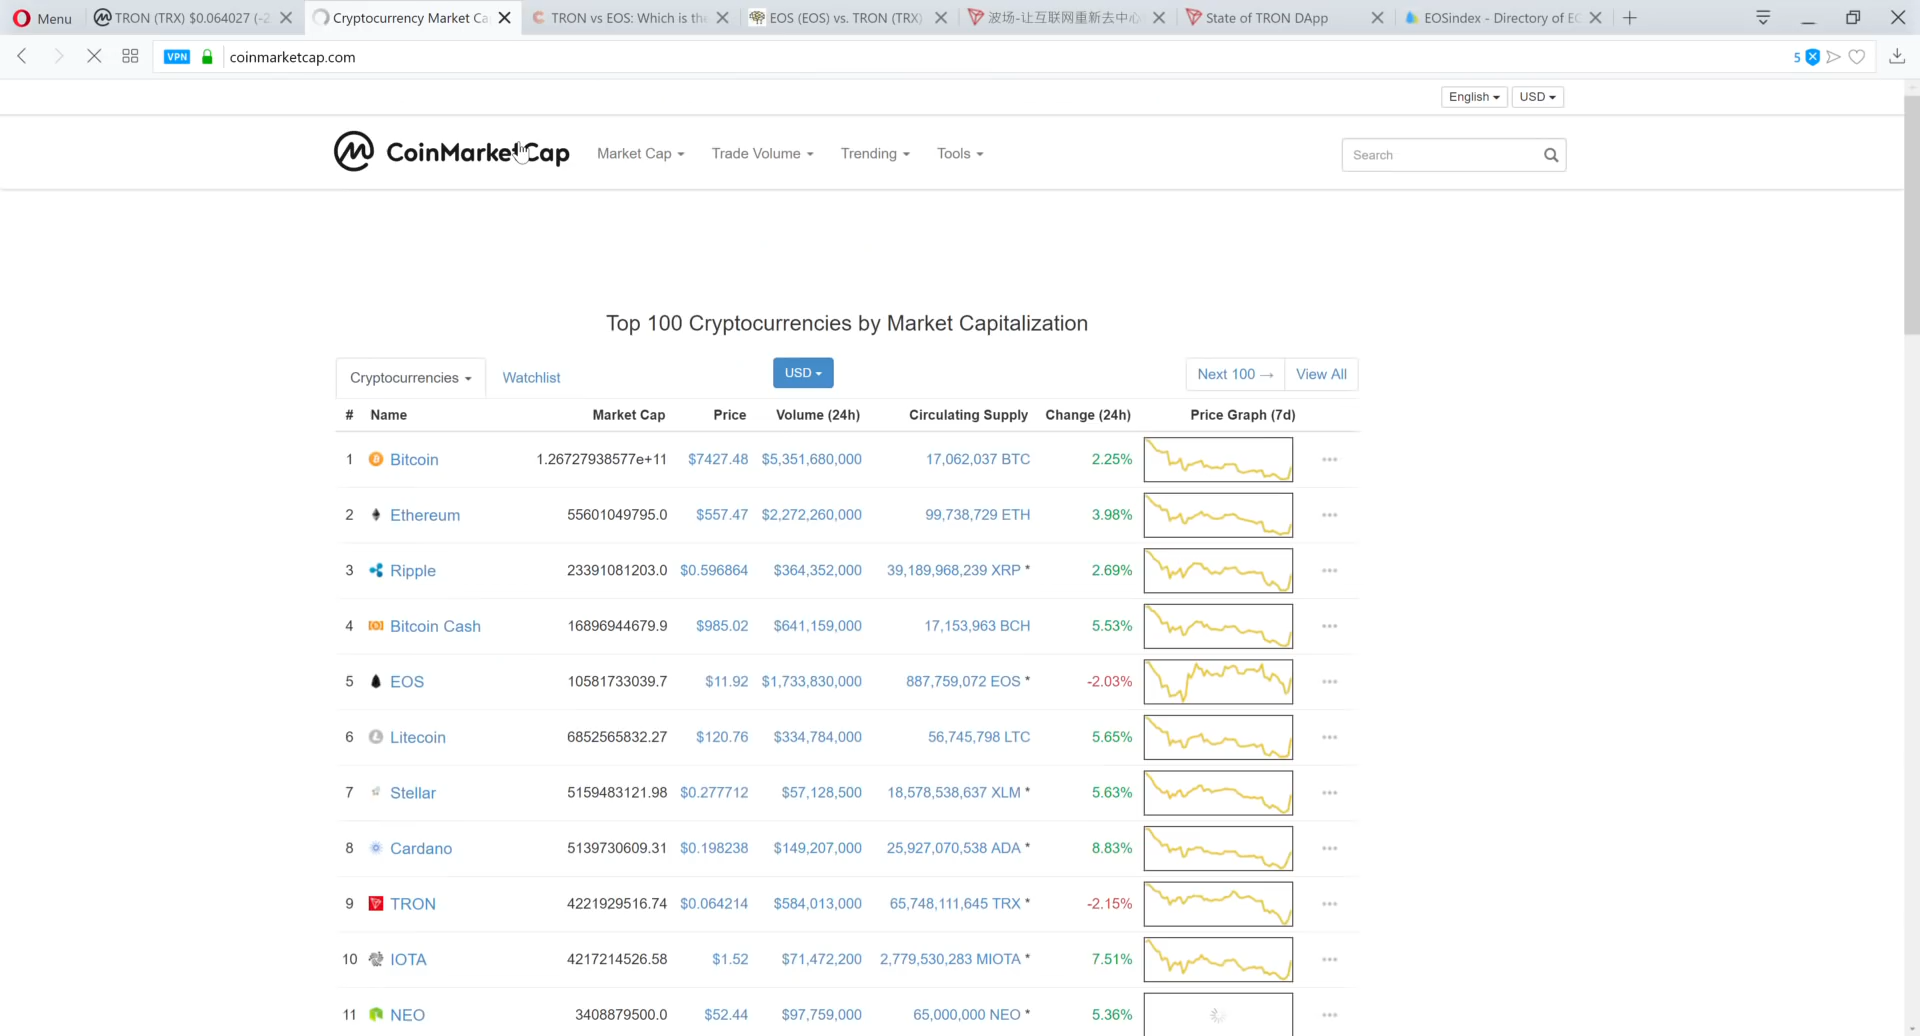 Menu
TRON (TRX) $0.064027 (-2
Cryptocurrency Market Ca
TRON vs EOS: Which is the
EOS (EOS) vs. TRON (TRX)
波场-让互联网重新去中心
State of TRON DApp
EOSindex - Directory of EO
VPN
coinmarketcap.com
5
English
USD
CoinMarketCap
Market Cap
Trade Volume
Trending
Tools
Search
Top 100 Cryptocurrencies by Market Capitalization
Cryptocurrencies
Watchlist
USD
Next 100 →
View All
# Name Market Cap Price Volume (24h) Circulating Supply Change (24h) Price Graph (7d)
1 Bitcoin 1.26727938577e+11 $7427.48 $5,351,680,000 17,062,037 BTC 2.25%
2 Ethereum 55601049795.0 $557.47 $2,272,260,000 99,738,729 ETH 3.98%
3 Ripple 23391081203.0 $0.596864 $364,352,000 39,189,968,239 XRP * 2.69%
4 Bitcoin Cash 16896944679.9 $985.02 $641,159,000 17,153,963 BCH 5.53%
5 EOS 10581733039.7 $11.92 $1,733,830,000 887,759,072 EOS * -2.03%
6 Litecoin 6852565832.27 $120.76 $334,784,000 56,745,798 LTC 5.65%
7 Stellar 5159483121.98 $0.277712 $57,128,500 18,578,538,637 XLM * 5.63%
8 Cardano 5139730609.31 $0.198238 $149,207,000 25,927,070,538 ADA * 8.83%
9 TRON 4221929516.74 $0.064214 $584,013,000 65,748,111,645 TRX * -2.15%
10 IOTA 4217214526.58 $1.52 $71,472,200 2,779,530,283 MIOTA * 7.51%
11 NEO 3408879500.0 $52.44 $97,759,000 65,000,000 NEO * 5.36%